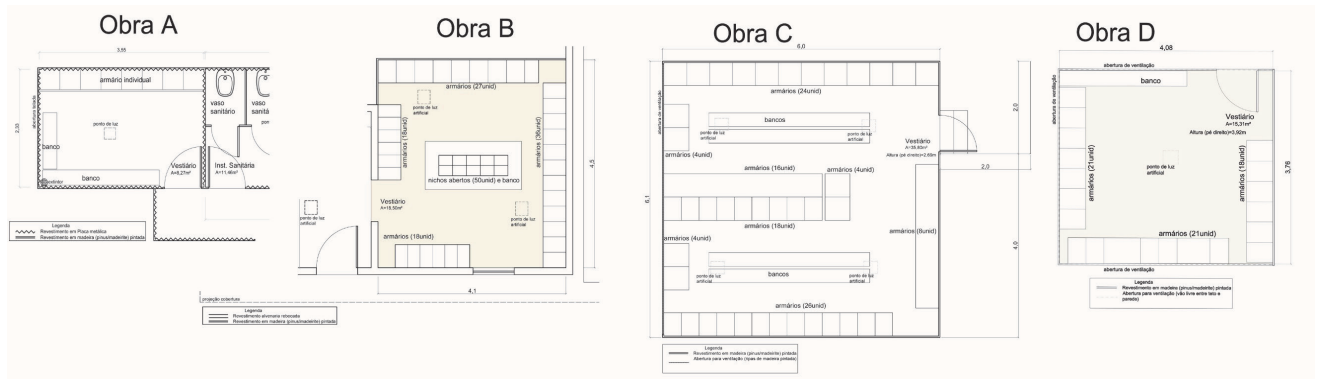 Obra A
3,55
armário individual
vaso
sanitário
vaso
sanitário
2,33
abertura telada
ponto de luz
banco
banco
extintor
Vestiário
A=8,27m²
Inst. Sanitária
A=11,46m²
Legenda
Revestimento em Placa metálica
Revestimento em madeira (pinus/madeirite) pintada
Obra B
armários (27unid)
ponto de luz
artificial
armários (18unid)
armários (36unid)
nichos abertos (50unid) e banco
4,5
Vestiário
A=18,50m²
ponto de luz
artificial
ponto de luz
artificial
armários (18unid)
4,1
projeção cobertura
Legenda
Revestimento alvenaria rebocada
Revestimento em madeira (pinus/madeirite) pintada
Obra C
6,0
armários (24unid)
abertura de ventilação
bancos
ponto de luz
artificial
ponto de luz
artificial
Vestiário
Altura (pé direito)=2,80m
2,0
2,0
armários (4unid)
armários (16unid)
armários (4unid)
6,1
armários (18unid)
armários (4unid)
armários (8unid)
4,0
ponto de luz
artificial
bancos
ponto de luz
artificial
armários (26unid)
Legenda
Revestimento em madeira (pinus/madeirite) pintada
Abertura para ventilação (ripas de madeira pintada)
Obra D
4,08
abertura de ventilação
banco
abertura de ventilação
Vestiário
A=15,31m²
Altura (pé direito)=3,92m
ponto de luz
artificial
armários (21unid)
armários (18unid)
3,76
armários (21unid)
abertura de ventilação
Legenda
Revestimento em madeira (pinus/madeirite) pintada
Abertura para ventilação (vão livre entre teto e
parede)